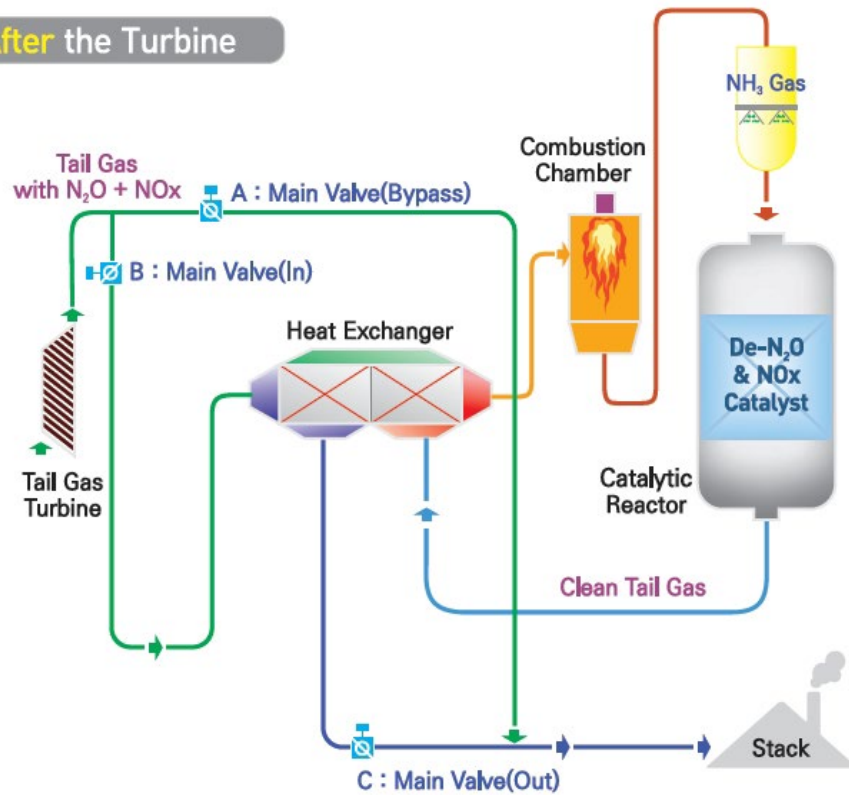 After the Turbine
NH₃ Gas
Combustion
Chamber
Tail Gas
with N₂O + NOx
A : Main Valve(Bypass)
B : Main Valve(In)
Heat Exchanger
De-N₂O
& NOx
Catalyst
Tail Gas
Turbine
Catalytic
Reactor
Clean Tail Gas
Stack
C : Main Valve(Out)